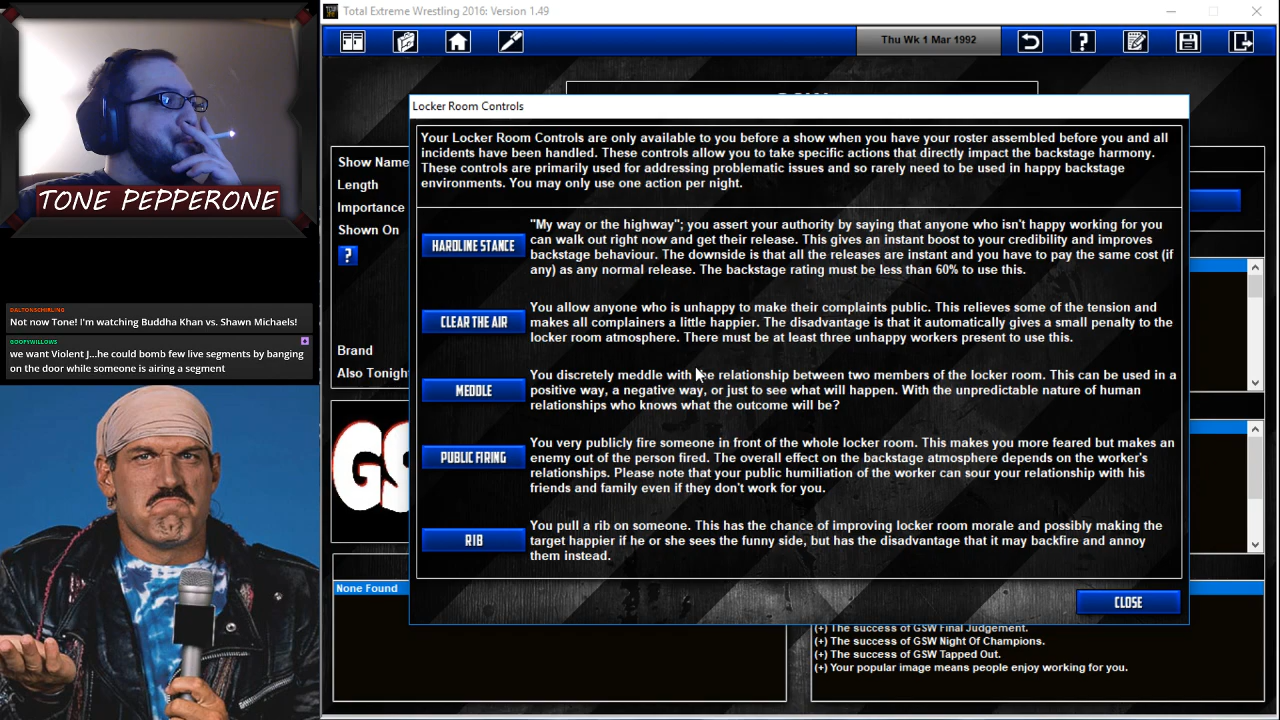 Total Extreme Wrestling 2016: Version 1.49
Thu Wk 1 Mar 1992
?
Locker Room Controls
Your Locker Room Controls are only available to you before a show when you have your roster assembled before you and all
incidents have been handled. These controls allow you to take specific actions that directly impact the backstage harmony.
These controls are primarily used for addressing problematic issues and so rarely need to be used in happy backstage
environments. You may only use one action per night.
HARDLINE STANCE
"My way or the highway"; you assert your authority by saying that anyone who isn't happy working for you
can walk out right now and get their release. This gives an instant boost to your credibility and improves
backstage behaviour. The downside is that all the releases are instant and you have to pay the same cost (if
any) as any normal release. The backstage rating must be less than 60% to use this.
CLEAR THE AIR
You allow anyone who is unhappy to make their complaints public. This relieves some of the tension and
makes all complainers a little happier. The disadvantage is that it automatically gives a small penalty to the
locker room atmosphere. There must be at least three unhappy workers present to use this.
MEDDLE
You discretely meddle with the relationship between two members of the locker room. This can be used in a
positive way, a negative way, or just to see what will happen. With the unpredictable nature of human
relationships who knows what the outcome will be?
PUBLIC FIRING
You very publicly fire someone in front of the whole locker room. This makes you more feared but makes an
enemy out of the person fired. The overall effect on the backstage atmosphere depends on the worker's
relationships. Please note that your public humiliation of the worker can sour your relationship with his
friends and family even if they don't work for you.
RIB
You pull a rib on someone. This has the chance of improving locker room morale and possibly making the
target happier if he or she sees the funny side, but has the disadvantage that it may backfire and annoy
them instead.
CLOSE
Show Name
Length
Importance
Shown On
?
Brand
Also Tonigh
GS
None Found
(+) The success of GSW Final Judgement.
(+) The success of GSW Night Of Champions.
(+) The success of GSW Tapped Out.
(+) Your popular image means people enjoy working for you.
TONE PEPPERONE
DALTONSCHIRLING
Not now Tone! I'm watching Buddha Khan vs. Shawn Michaels!
GOOFYWILLOWS
we want Violent J...he could bomb few live segments by banging
on the door while someone is airing a segment